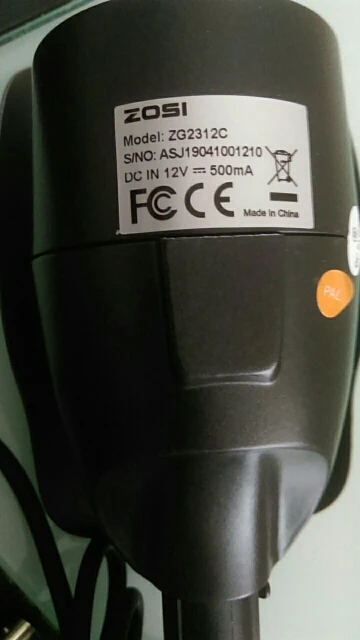 ZOSI
Model: ZG2312C
S/NO: ASJ19041001210
DC IN 12V ⎓ 500mA
FC CE Made in China
PAL